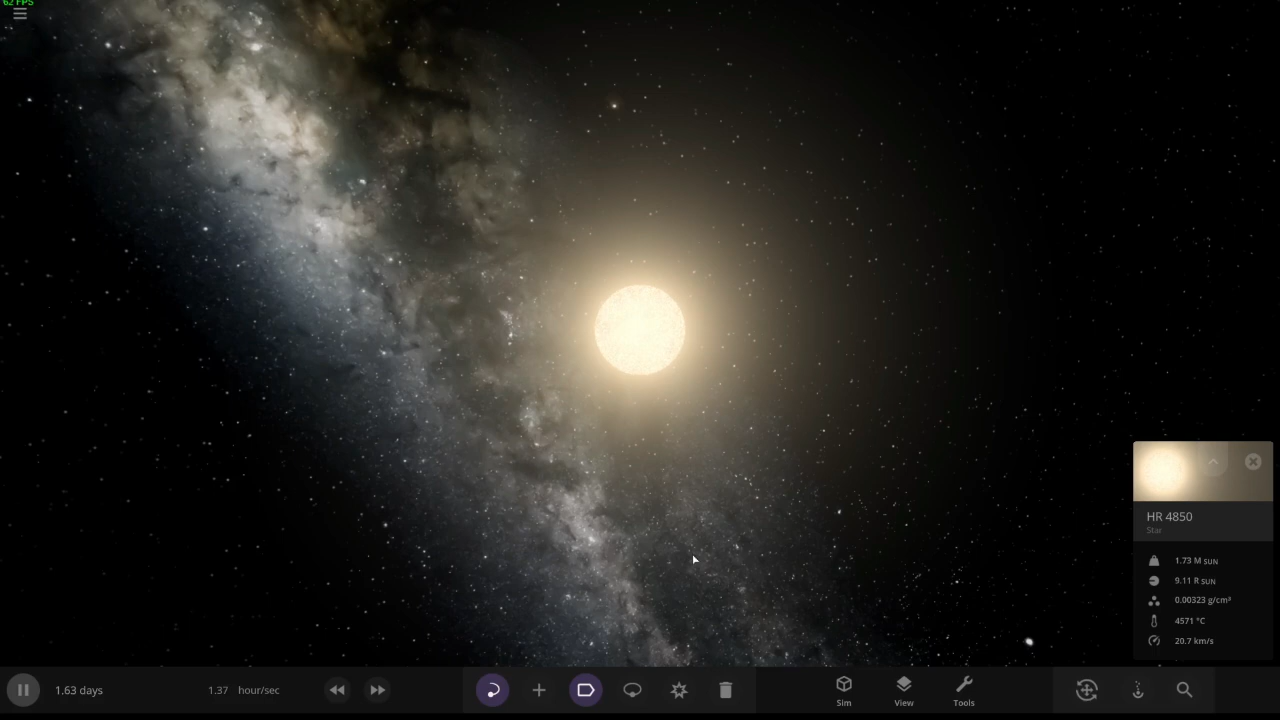 62 FPS
HR 4850
Star
1.73 M SUN
9.11 R SUN
0.00323 g/cm³
4571 °C
20.7 km/s
1.63 days
1.37 hour/sec
Sim
View
Tools